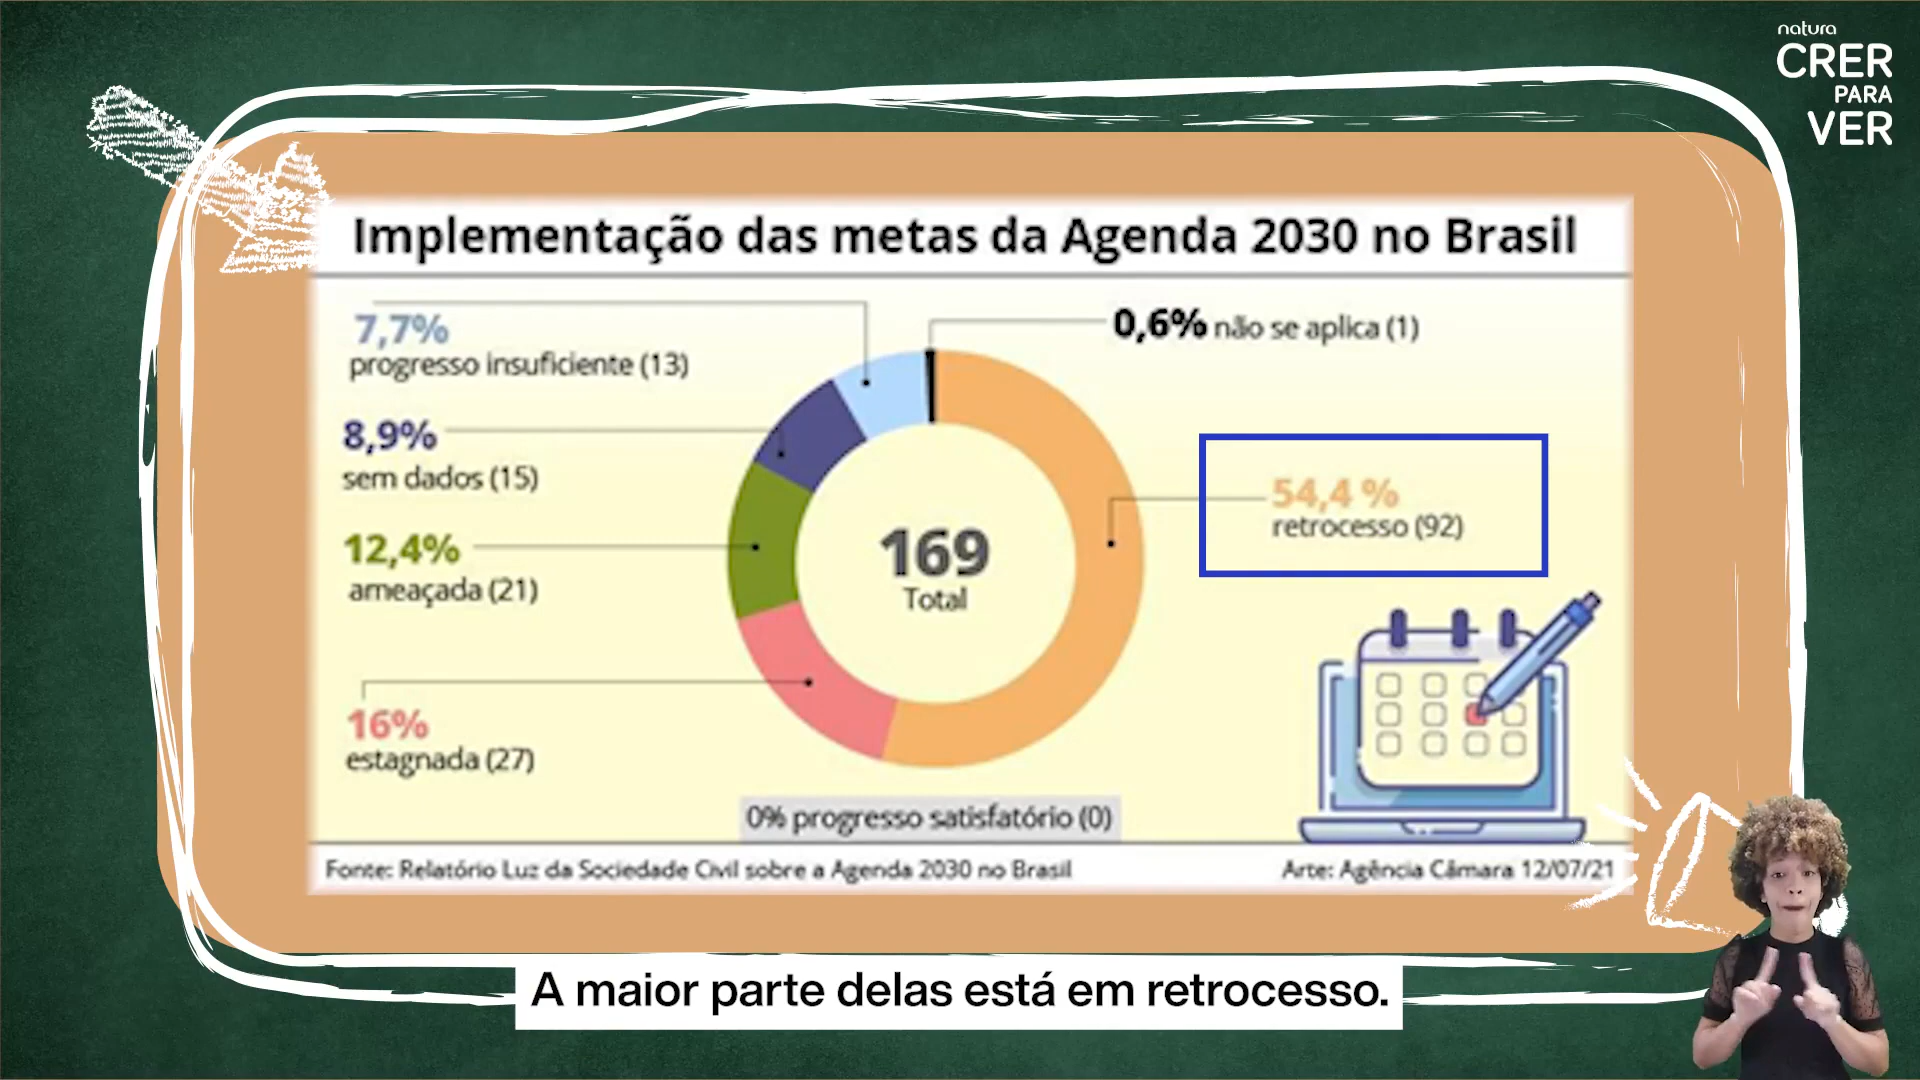 natura
CRER
PARA
VER
Implementação das metas da Agenda 2030 no Brasil
7,7%
progresso insuficiente (13)
0,6% não se aplica (1)
8,9%
sem dados (15)
54,4 %
retrocesso (92)
12,4%
ameaçada (21)
169
Total
16%
estagnada (27)
0% progresso satisfatório (0)
Fonte: Relatório Luz da Sociedade Civil sobre a Agenda 2030 no Brasil
Arte: Agência Câmara 12/07/21
A maior parte delas está em retrocesso.